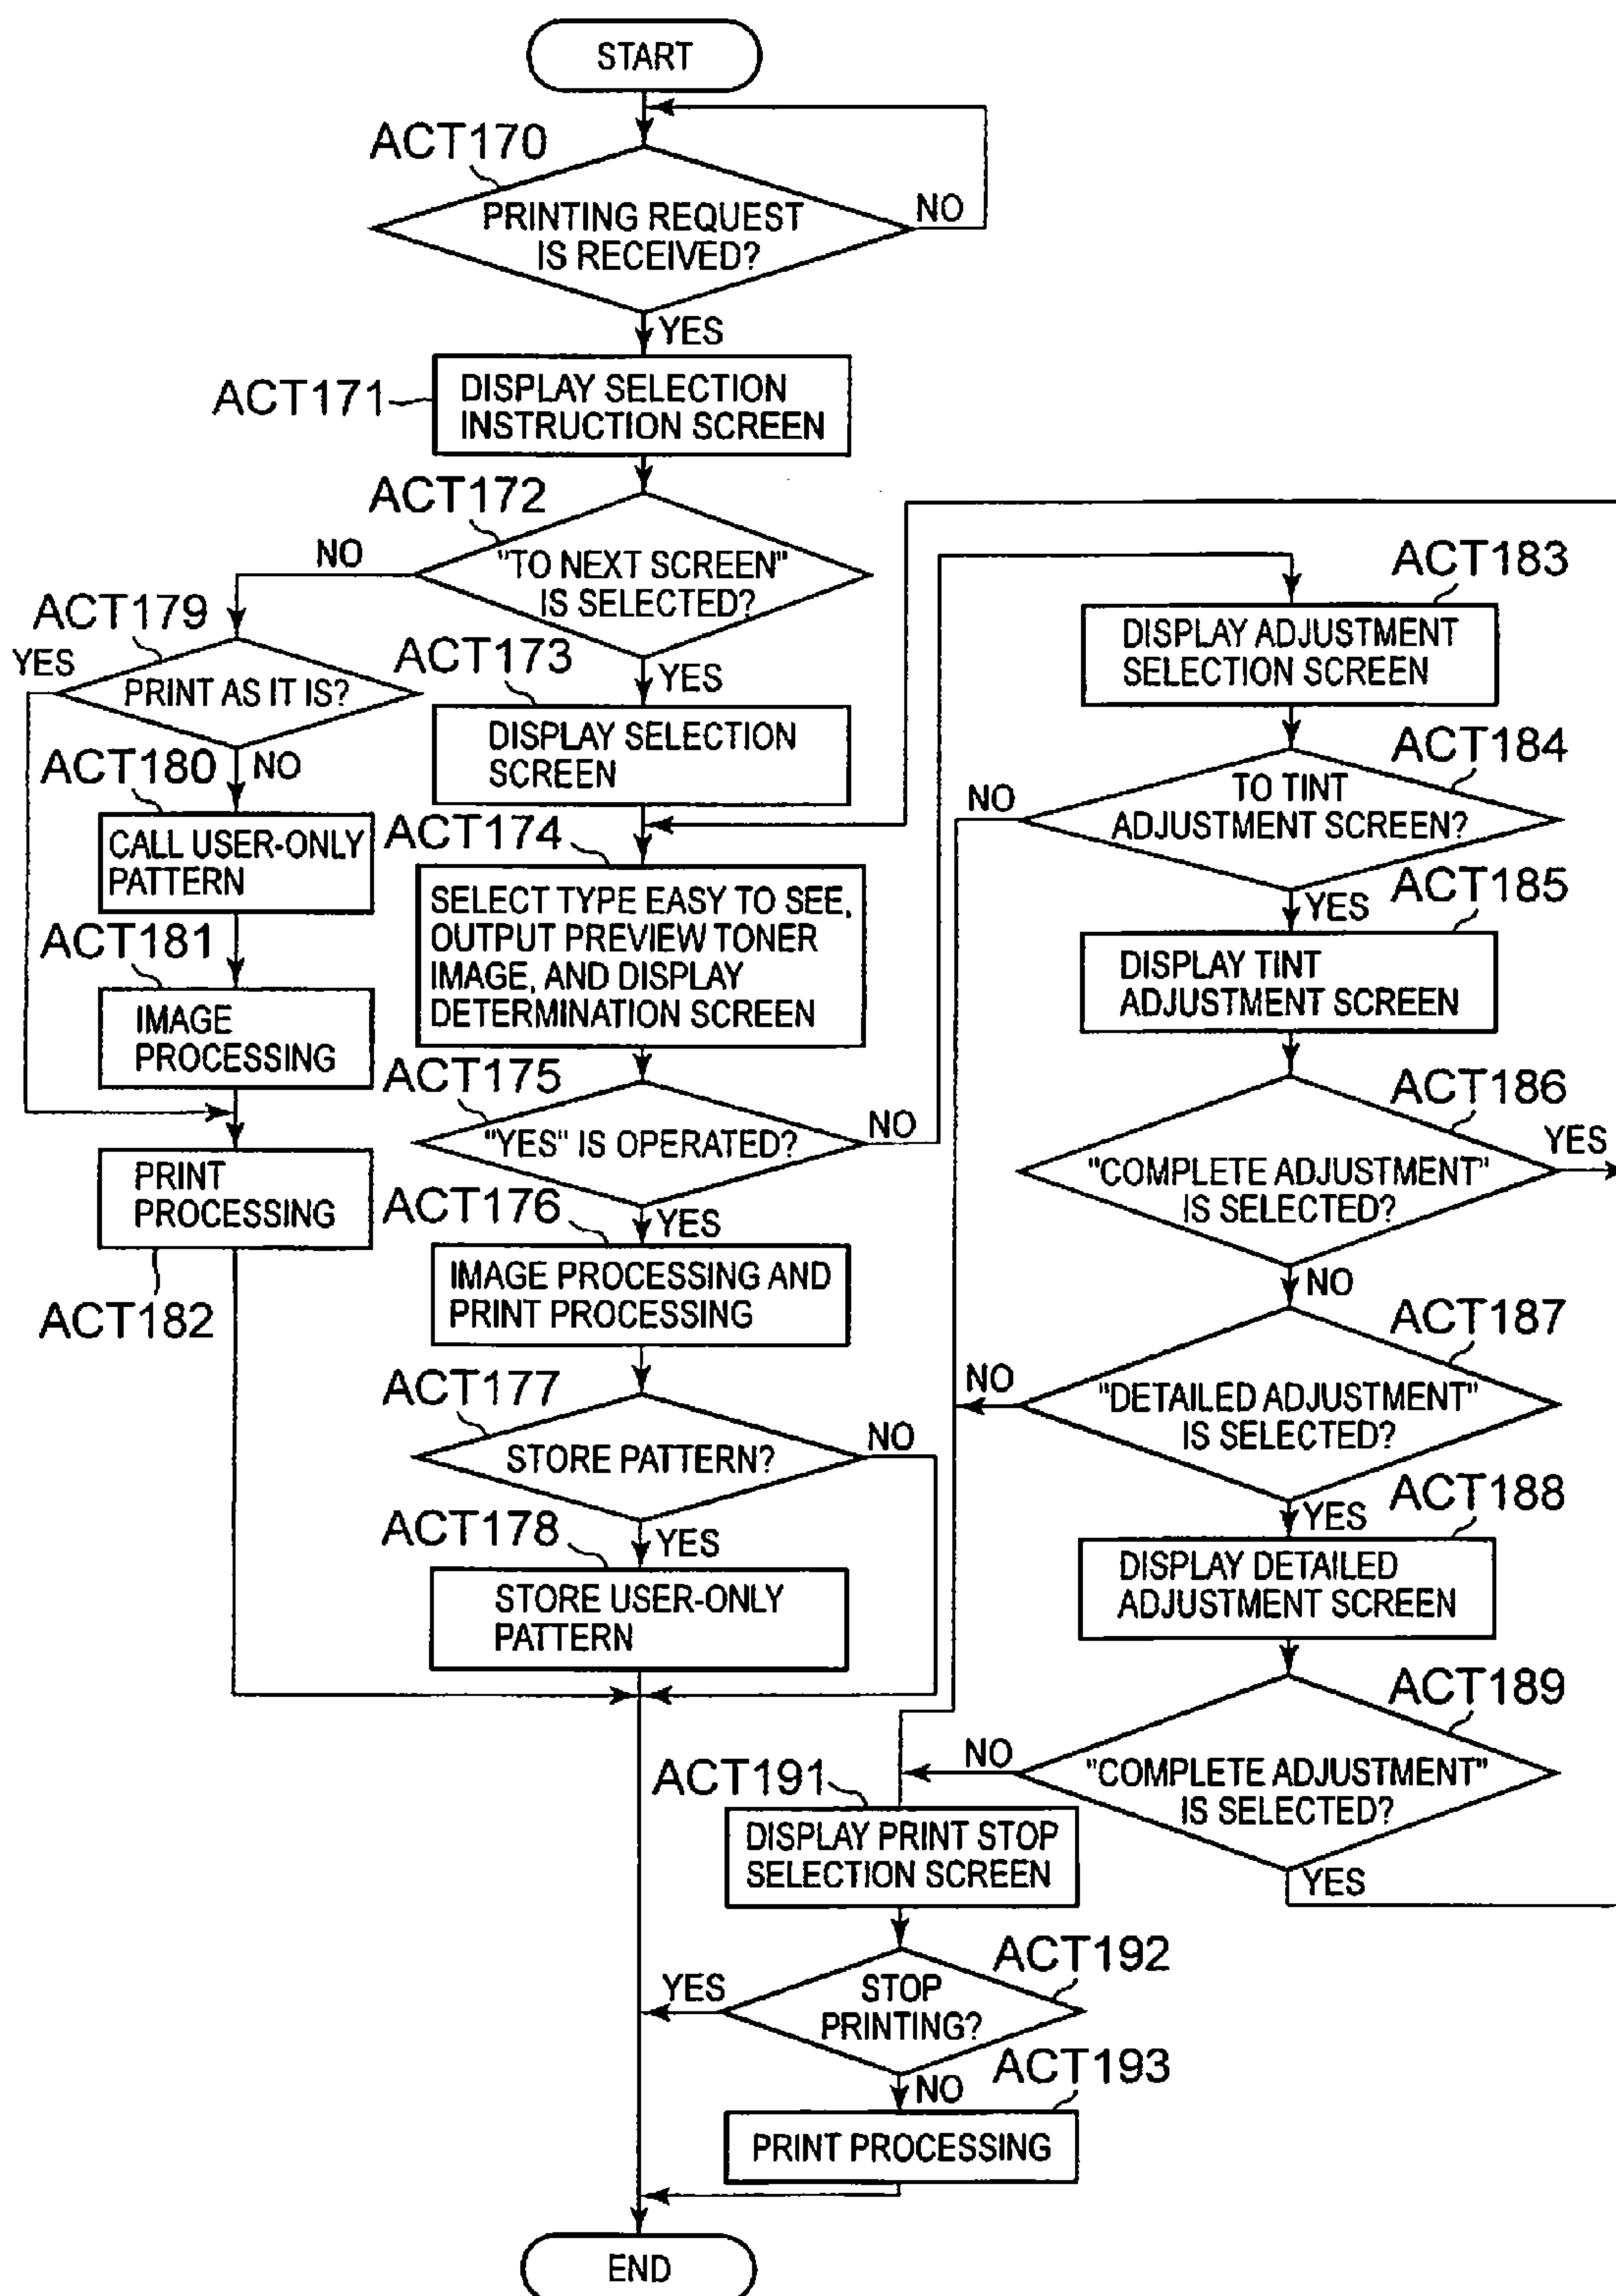 START
ACT170
PRINTING REQUEST
IS RECEIVED?
NO
YES
ACT171
DISPLAY SELECTION
INSTRUCTION SCREEN
ACT172
"TO NEXT SCREEN"
IS SELECTED?
NO
YES
ACT179
YES
PRINT AS IT IS?
NO
ACT180
CALL USER-ONLY
PATTERN
ACT181
IMAGE
PROCESSING
PRINT
PROCESSING
ACT182
ACT173
DISPLAY SELECTION
SCREEN
ACT174
SELECT TYPE EASY TO SEE,
OUTPUT PREVIEW TONER
IMAGE, AND DISPLAY
DETERMINATION SCREEN
ACT175
"YES" IS OPERATED?
NO
YES
ACT176
IMAGE PROCESSING AND
PRINT PROCESSING
ACT177
STORE PATTERN?
NO
YES
ACT178
STORE USER-ONLY
PATTERN
ACT183
DISPLAY ADJUSTMENT
SELECTION SCREEN
ACT184
TO TINT
ADJUSTMENT SCREEN?
NO
YES
ACT185
DISPLAY TINT
ADJUSTMENT SCREEN
ACT186
"COMPLETE ADJUSTMENT"
IS SELECTED?
YES
NO
ACT187
"DETAILED ADJUSTMENT"
IS SELECTED?
NO
YES
ACT188
DISPLAY DETAILED
ADJUSTMENT SCREEN
ACT189
"COMPLETE ADJUSTMENT"
IS SELECTED?
NO
YES
ACT191
DISPLAY PRINT STOP
SELECTION SCREEN
ACT192
STOP
PRINTING?
YES
NO
ACT193
PRINT PROCESSING
END